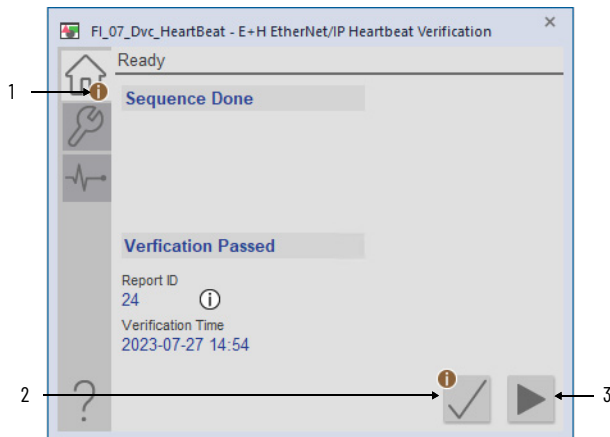 FI_07_Dvc_HeartBeat - E+H EtherNet/IP Heartbeat Verification ×
Ready
1
Sequence Done
Verfication Passed
Report ID
24
Verification Time
2023-07-27 14:54
2
3
?